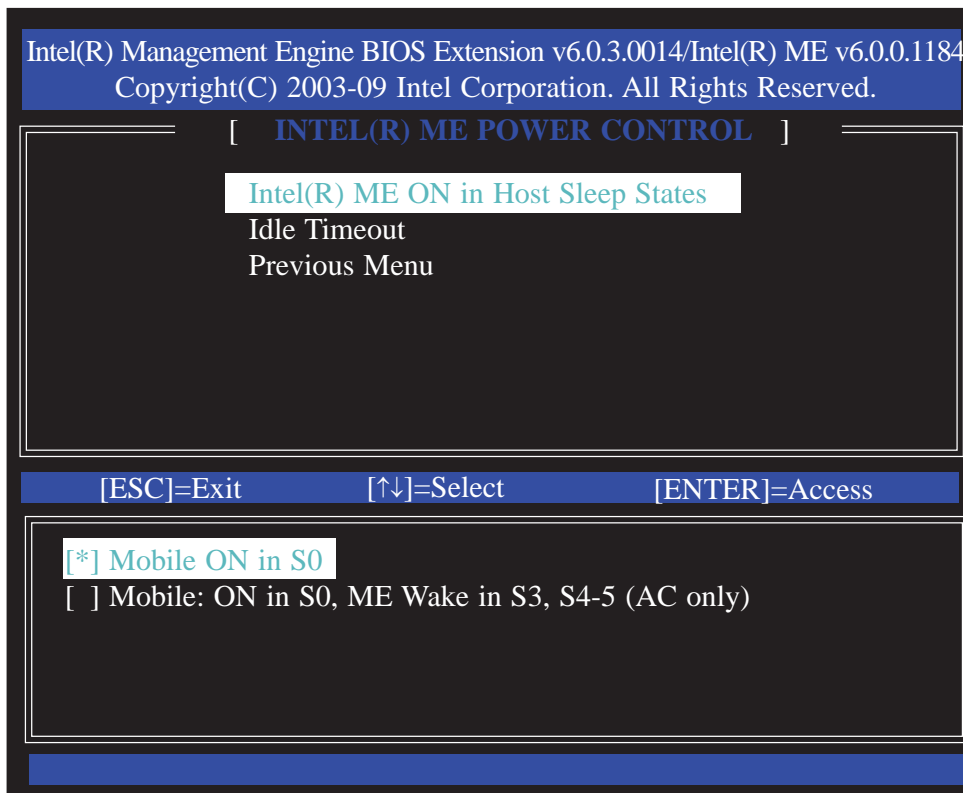 Intel(R) Management Engine BIOS Extension v6.0.3.0014/Intel(R) ME v6.0.0.1184
Copyright(C) 2003-09 Intel Corporation. All Rights Reserved.
[ INTEL(R) ME POWER CONTROL ]
Intel(R) ME ON in Host Sleep States
Idle Timeout
Previous Menu
[ESC]=Exit [↑↓]=Select [ENTER]=Access
[*] Mobile ON in S0
[ ] Mobile: ON in S0, ME Wake in S3, S4-5 (AC only)